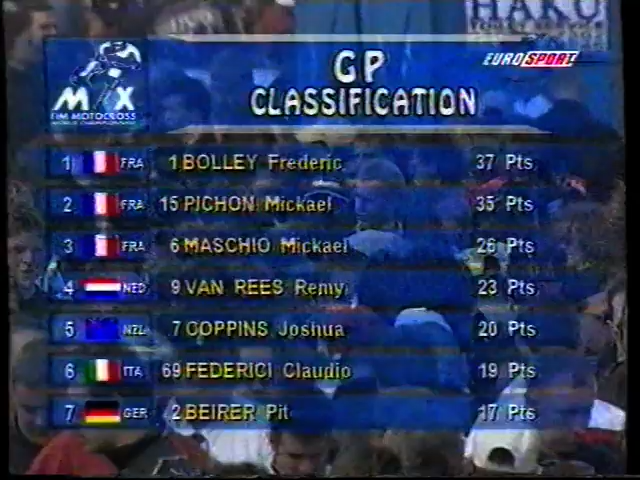 HAKU
EUROSPORT
GP
CLASSIFICATION
MX
FIM MOTOCROSS
WORLD CHAMPIONSHIP
1 FRA 1 BOLLEY Frederic 37 Pts
2 FRA 15 PICHON Mickael 35 Pts
3 FRA 6 MASCHIO Mickael 26 Pts
4 NED 9 VAN REES Remy 23 Pts
5 NZL 7 COPPINS Joshua 20 Pts
6 ITA 69 FEDERICI Claudio 19 Pts
7 GER 2 BEIRER Pit 17 Pts